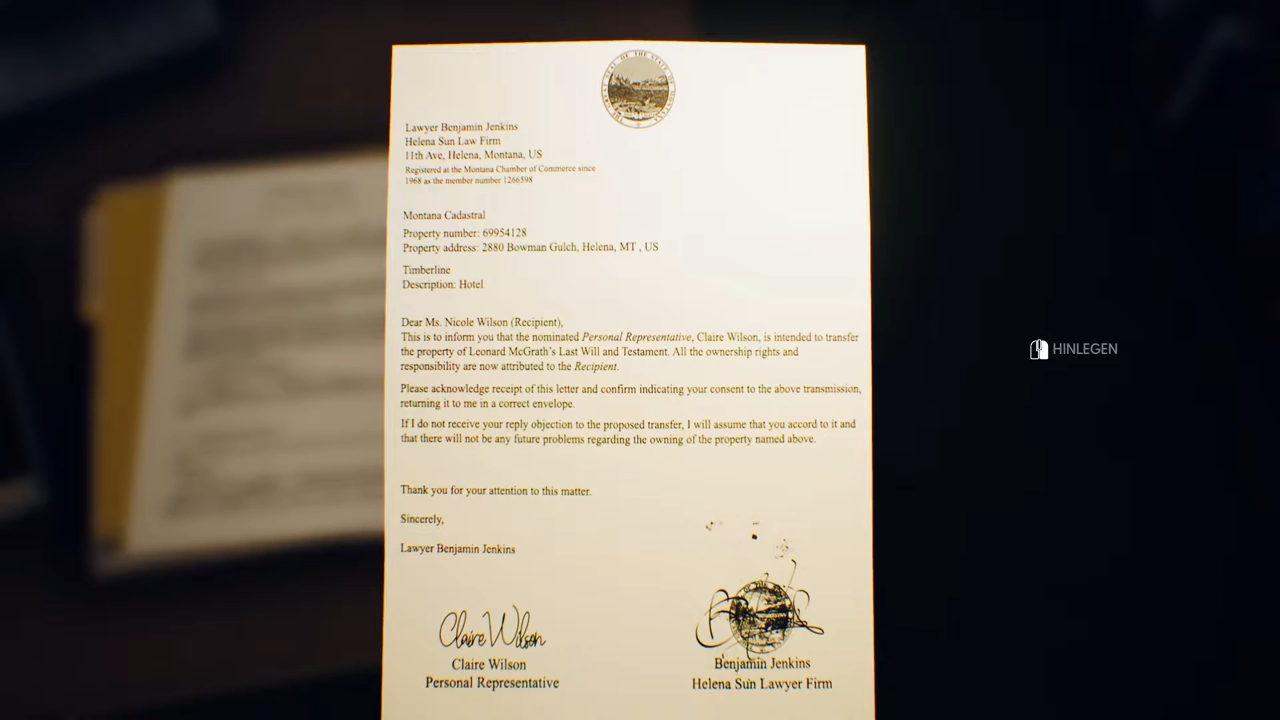 THE GREAT SEAL OF THE STATE OF MONTANA
Lawyer Benjamin Jenkins
Helena Sun Law Firm
11th Ave, Helena, Montana, US
Registered at the Montana Chamber of Commerce since
1968 as the member number 1266598
Montana Cadastral
Property number: 69954128
Property address: 2880 Bowman Gulch, Helena, MT , US
Timberline
Description: Hotel
Dear Ms. Nicole Wilson (Recipient),
This is to inform you that the nominated Personal Representative, Claire Wilson, is intended to transfer
the property of Leonard McGrath's Last Will and Testament. All the ownership rights and
responsibility are now attributed to the Recipient.
HINLEGEN
Please acknowledge receipt of this letter and confirm indicating your consent to the above transmission,
returning it to me in a correct envelope.
If I do not receive your reply objection to the proposed transfer, I will assume that you accord to it and
that there will not be any future problems regarding the owning of the property named above.
Thank you for your attention to this matter.
Sincerely,
Lawyer Benjamin Jenkins
Claire Wilson
Claire Wilson
Personal Representative
Benjamin Jenkins
Helena Sun Lawyer Firm